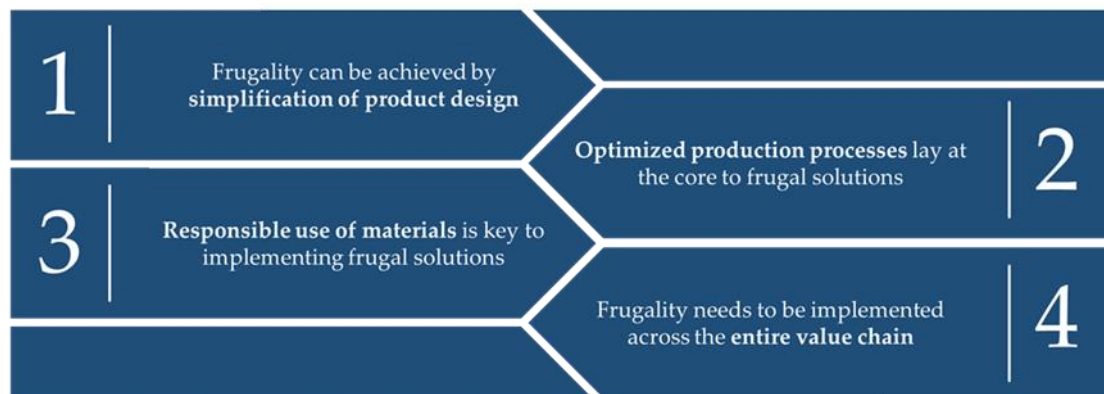 1
Frugality can be achieved by
simplification of product design
2
Optimized production processes lay at
the core to frugal solutions
3
Responsible use of materials is key to
implementing frugal solutions
4
Frugality needs to be implemented
across the entire value chain